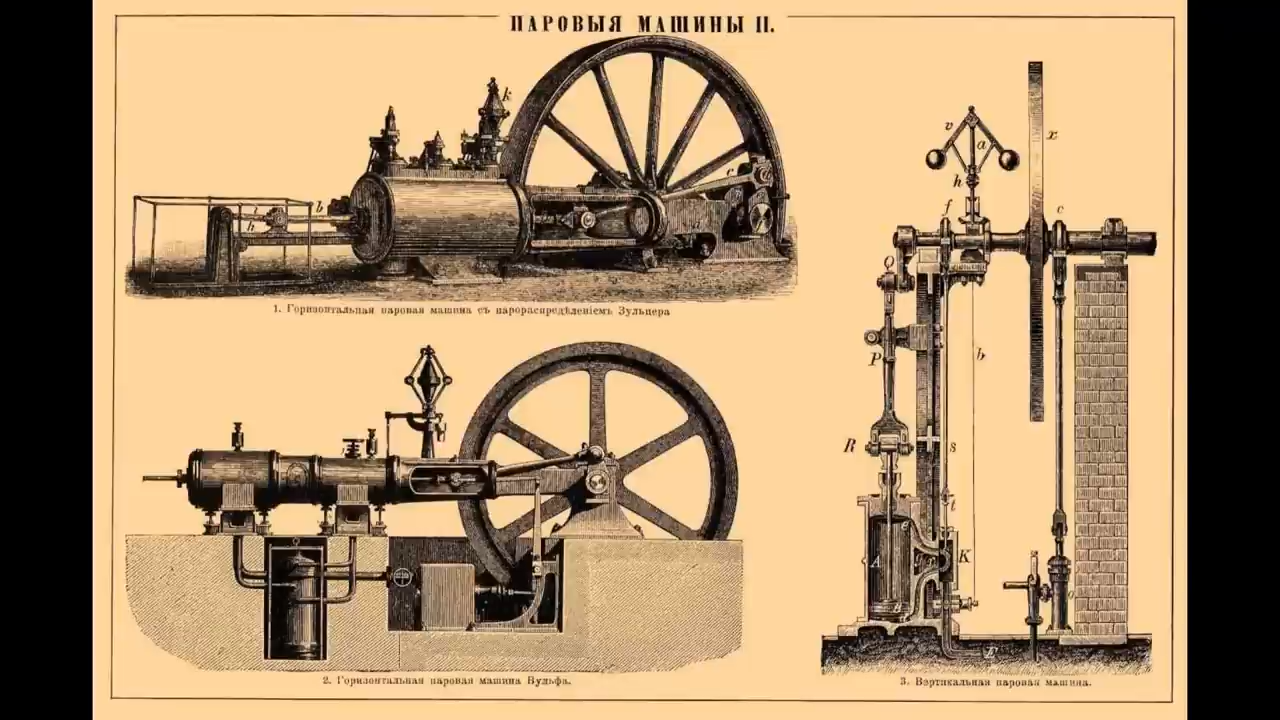 ПАРОВЫЯ МАШИНЫ II.
k
c
d
i
b
h
1. Горизонтальная паровая машина съ парораспредѣленіемъ Зульцера
2. Горизонтальная паровая машина Вульфа.
v
a
x
h
f
c
Q
P
b
R
s
t
A
K
o
E
3. Вертикальная паровая машина.